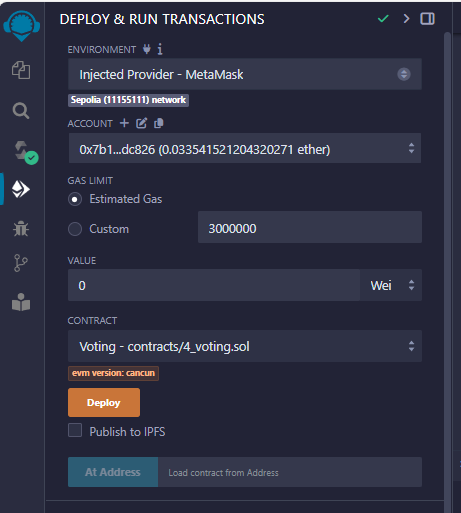 DEPLOY & RUN TRANSACTIONS
ENVIRONMENT
Injected Provider - MetaMask
Sepolia (11155111) network
ACCOUNT
0x7b1...dc826 (0.033541521204320271 ether)
GAS LIMIT
Estimated Gas
Custom 3000000
VALUE
0 Wei
CONTRACT
Voting - contracts/4_voting.sol
evm version: cancun
Deploy
Publish to IPFS
At Address Load contract from Address